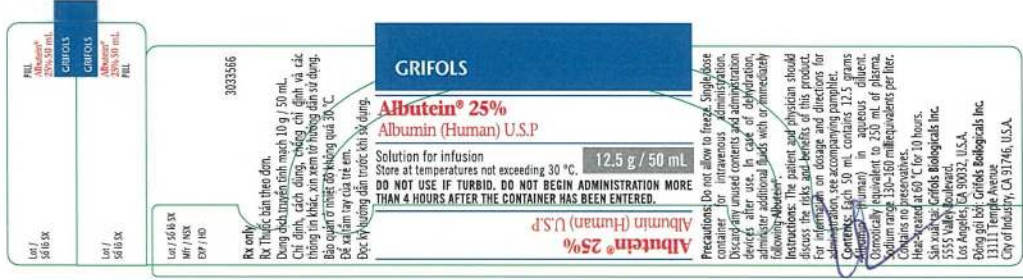 PULL
Albutein®
25% 50 mL
GRIFOLS
GRIFOLS
Albutein®
25% 50 mL
PULL
Lot /
Số lô SX
Lot /
Số lô SX
Lot / Số lô SX
Mfr / NSX
EXP / HD
3033566
Rx only
Rx Thuốc bán theo đơn.
Dung dịch truyền tĩnh mạch 10 g / 50 mL.
Chỉ định, cách dùng, chống chỉ định và các
thông tin khác, xin xem tờ hướng dẫn sử dụng.
Bảo quản ở nhiệt độ không quá 30 °C.
Để xa tầm tay của trẻ em.
Đọc kỹ hướng dẫn trước khi sử dụng.
GRIFOLS
Albutein® 25%
Albumin (Human) U.S.P
Solution for infusion
Store at temperatures not exceeding 30 °C.
12.5 g / 50 mL
DO NOT USE IF TURBID. DO NOT BEGIN ADMINISTRATION MORE
THAN 4 HOURS AFTER THE CONTAINER HAS BEEN ENTERED.
Albutein® 25%
Albumin (Human) U.S.P
Precautions: Do not allow to freeze. Single dose
container for intravenous administration.
Discard any unused contents and administration
devices after use. In case of dehydration,
administer additional fluids with or immediately
following Albutein®.
Instructions: The patient and physician should
discuss the risks and benefits of this product.
For information on dosage and directions for
administration, see accompanying pamphlet.
Contents: Each 50 mL contains 12.5 grams
Albumin (Human) in aqueous diluent.
Osmotically equivalent to 250 mL of plasma.
Sodium range 130–160 milliequivalents per liter.
Contains no preservatives.
Heat-treated at 60 °C for 10 hours.
Sản xuất tại: Grifols Biologicals Inc.
5555 Valley Boulevard,
Los Angeles, CA 90032, U.S.A.
Đóng gói bởi: Grifols Biologicals Inc.
13111 Temple Avenue
City of Industry, CA 91746, U.S.A.